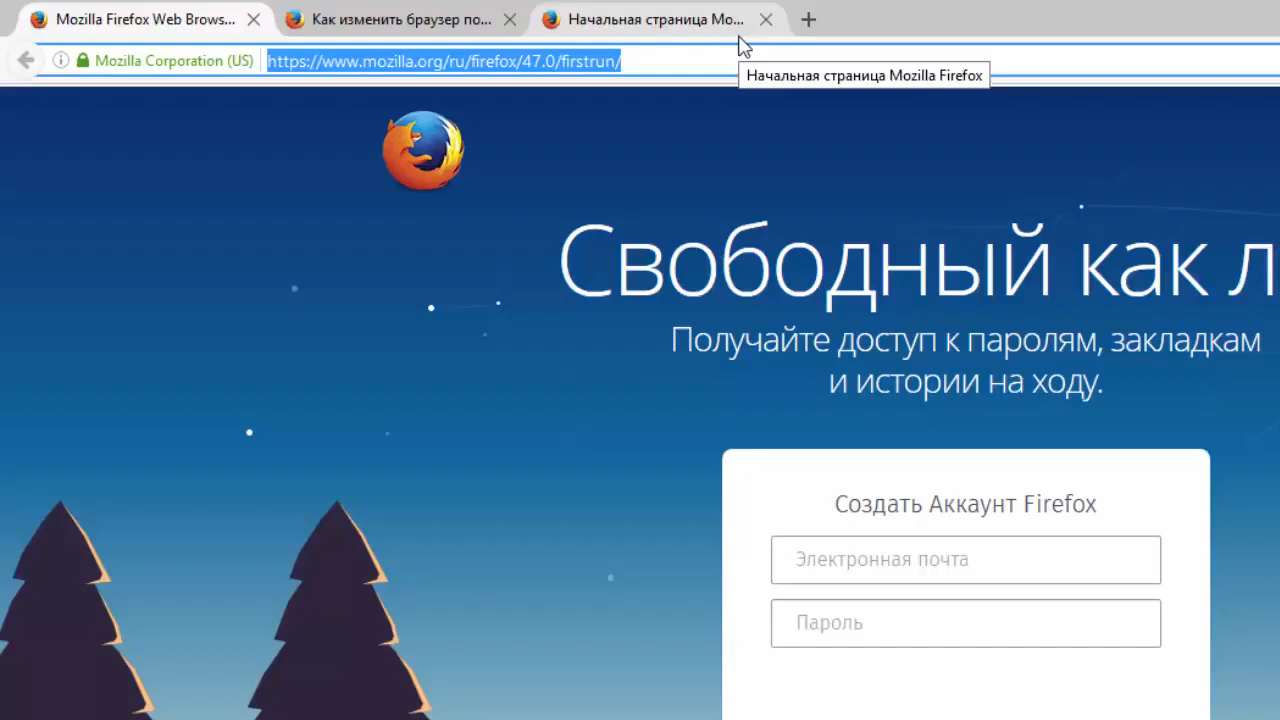 Mozilla Firefox Web Brows...
Как изменить браузер по...
Начальная страница Mo...
Mozilla Corporation (US)
https://www.mozilla.org/ru/firefox/47.0/firstrun/
Начальная страница Mozilla Firefox
Свободный как л
Получайте доступ к паролям, закладкам
и истории на ходу.
Создать Аккаунт Firefox
Электронная почта
Пароль